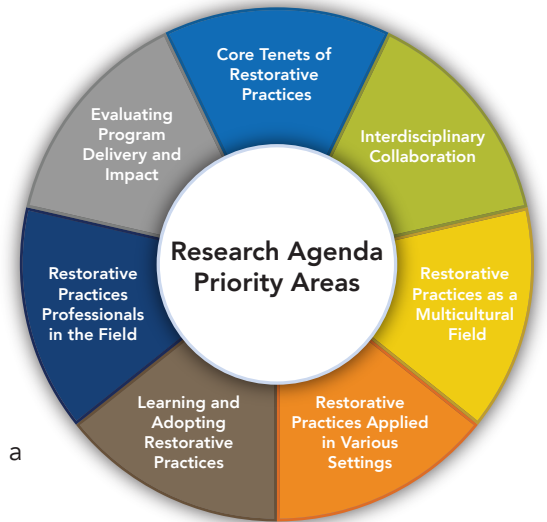 Core Tenets of
Restorative
Practices
Interdisciplinary
Collaboration
Restorative
Practices as a
Multicultural
Field
Restorative
Practices Applied
in Various
Settings
Learning and
Adopting
Restorative
Practices
Restorative
Practices
Professionals
in the Field
Evaluating
Program
Delivery and
Impact
Research Agenda
Priority Areas
a